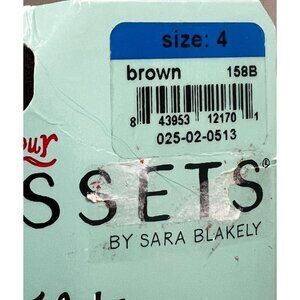 size: 4
brown 158B
8 43953 12170 1
025-02-0513
our
SSETS®
BY SARA BLAKELY